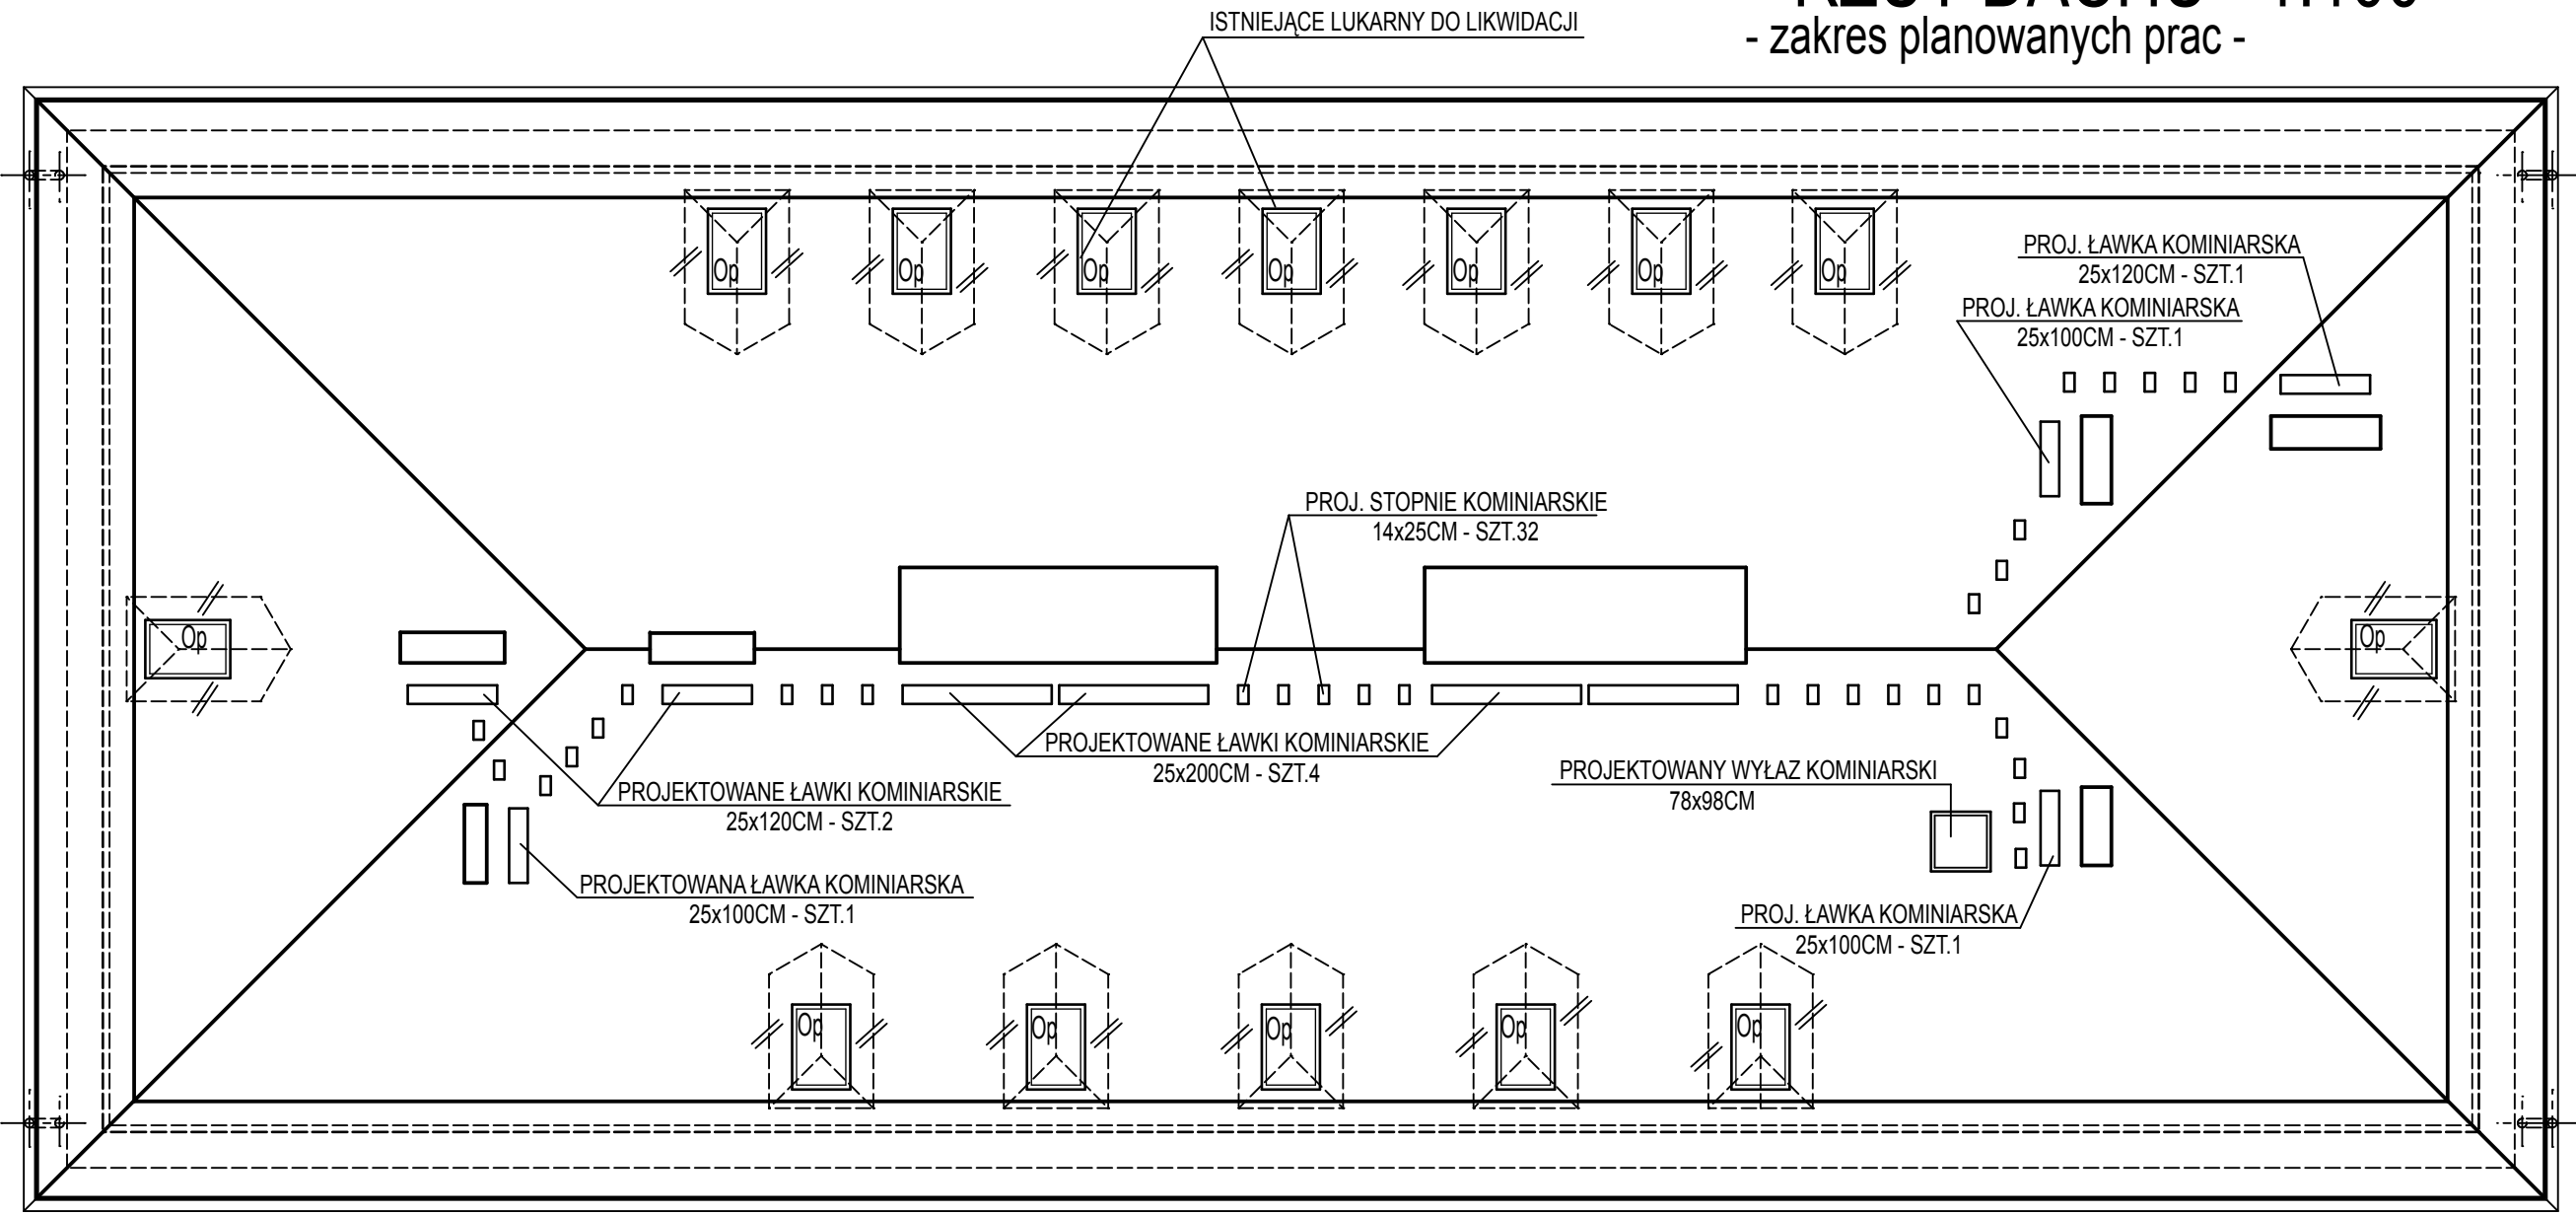 ISTNIEJĄCE LUKARNY DO LIKWIDACJI
- zakres planowanych prac -
Op
Op
Op
Op
Op
Op
Op
PROJ. ŁAWKA KOMINIARSKA
25x120CM - SZT.1
PROJ. ŁAWKA KOMINIARSKA
25x100CM - SZT.1
PROJ. STOPNIE KOMINIARSKIE
14x25CM - SZT.32
Op
Op
PROJEKTOWANE ŁAWKI KOMINIARSKIE
25x200CM - SZT.4
PROJEKTOWANY WYŁAZ KOMINIARSKI
78x98CM
PROJEKTOWANE ŁAWKI KOMINIARSKIE
25x120CM - SZT.2
PROJEKTOWANA ŁAWKA KOMINIARSKA
25x100CM - SZT.1
PROJ. ŁAWKA KOMINIARSKA
25x100CM - SZT.1
Op
Op
Op
Op
Op